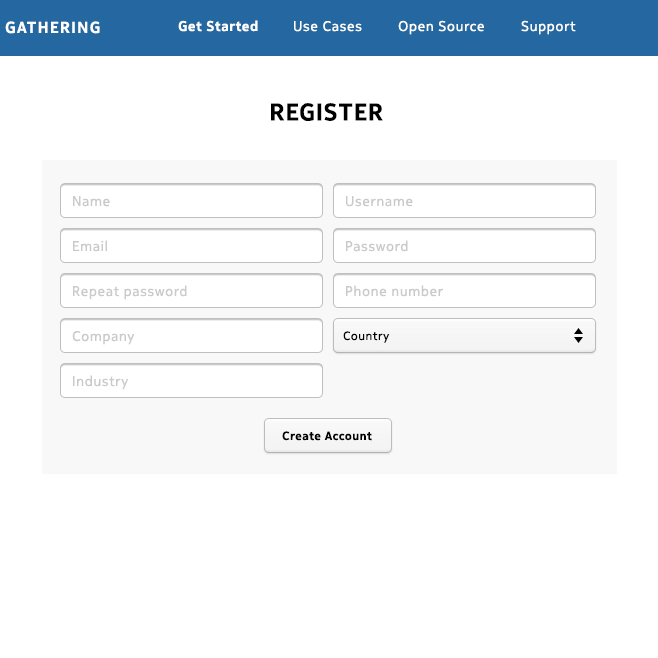 GATHERING Get Started Use Cases Open Source Support
REGISTER
Name Username
Email Password
Repeat password Phone number
Company Country
Industry
Create Account